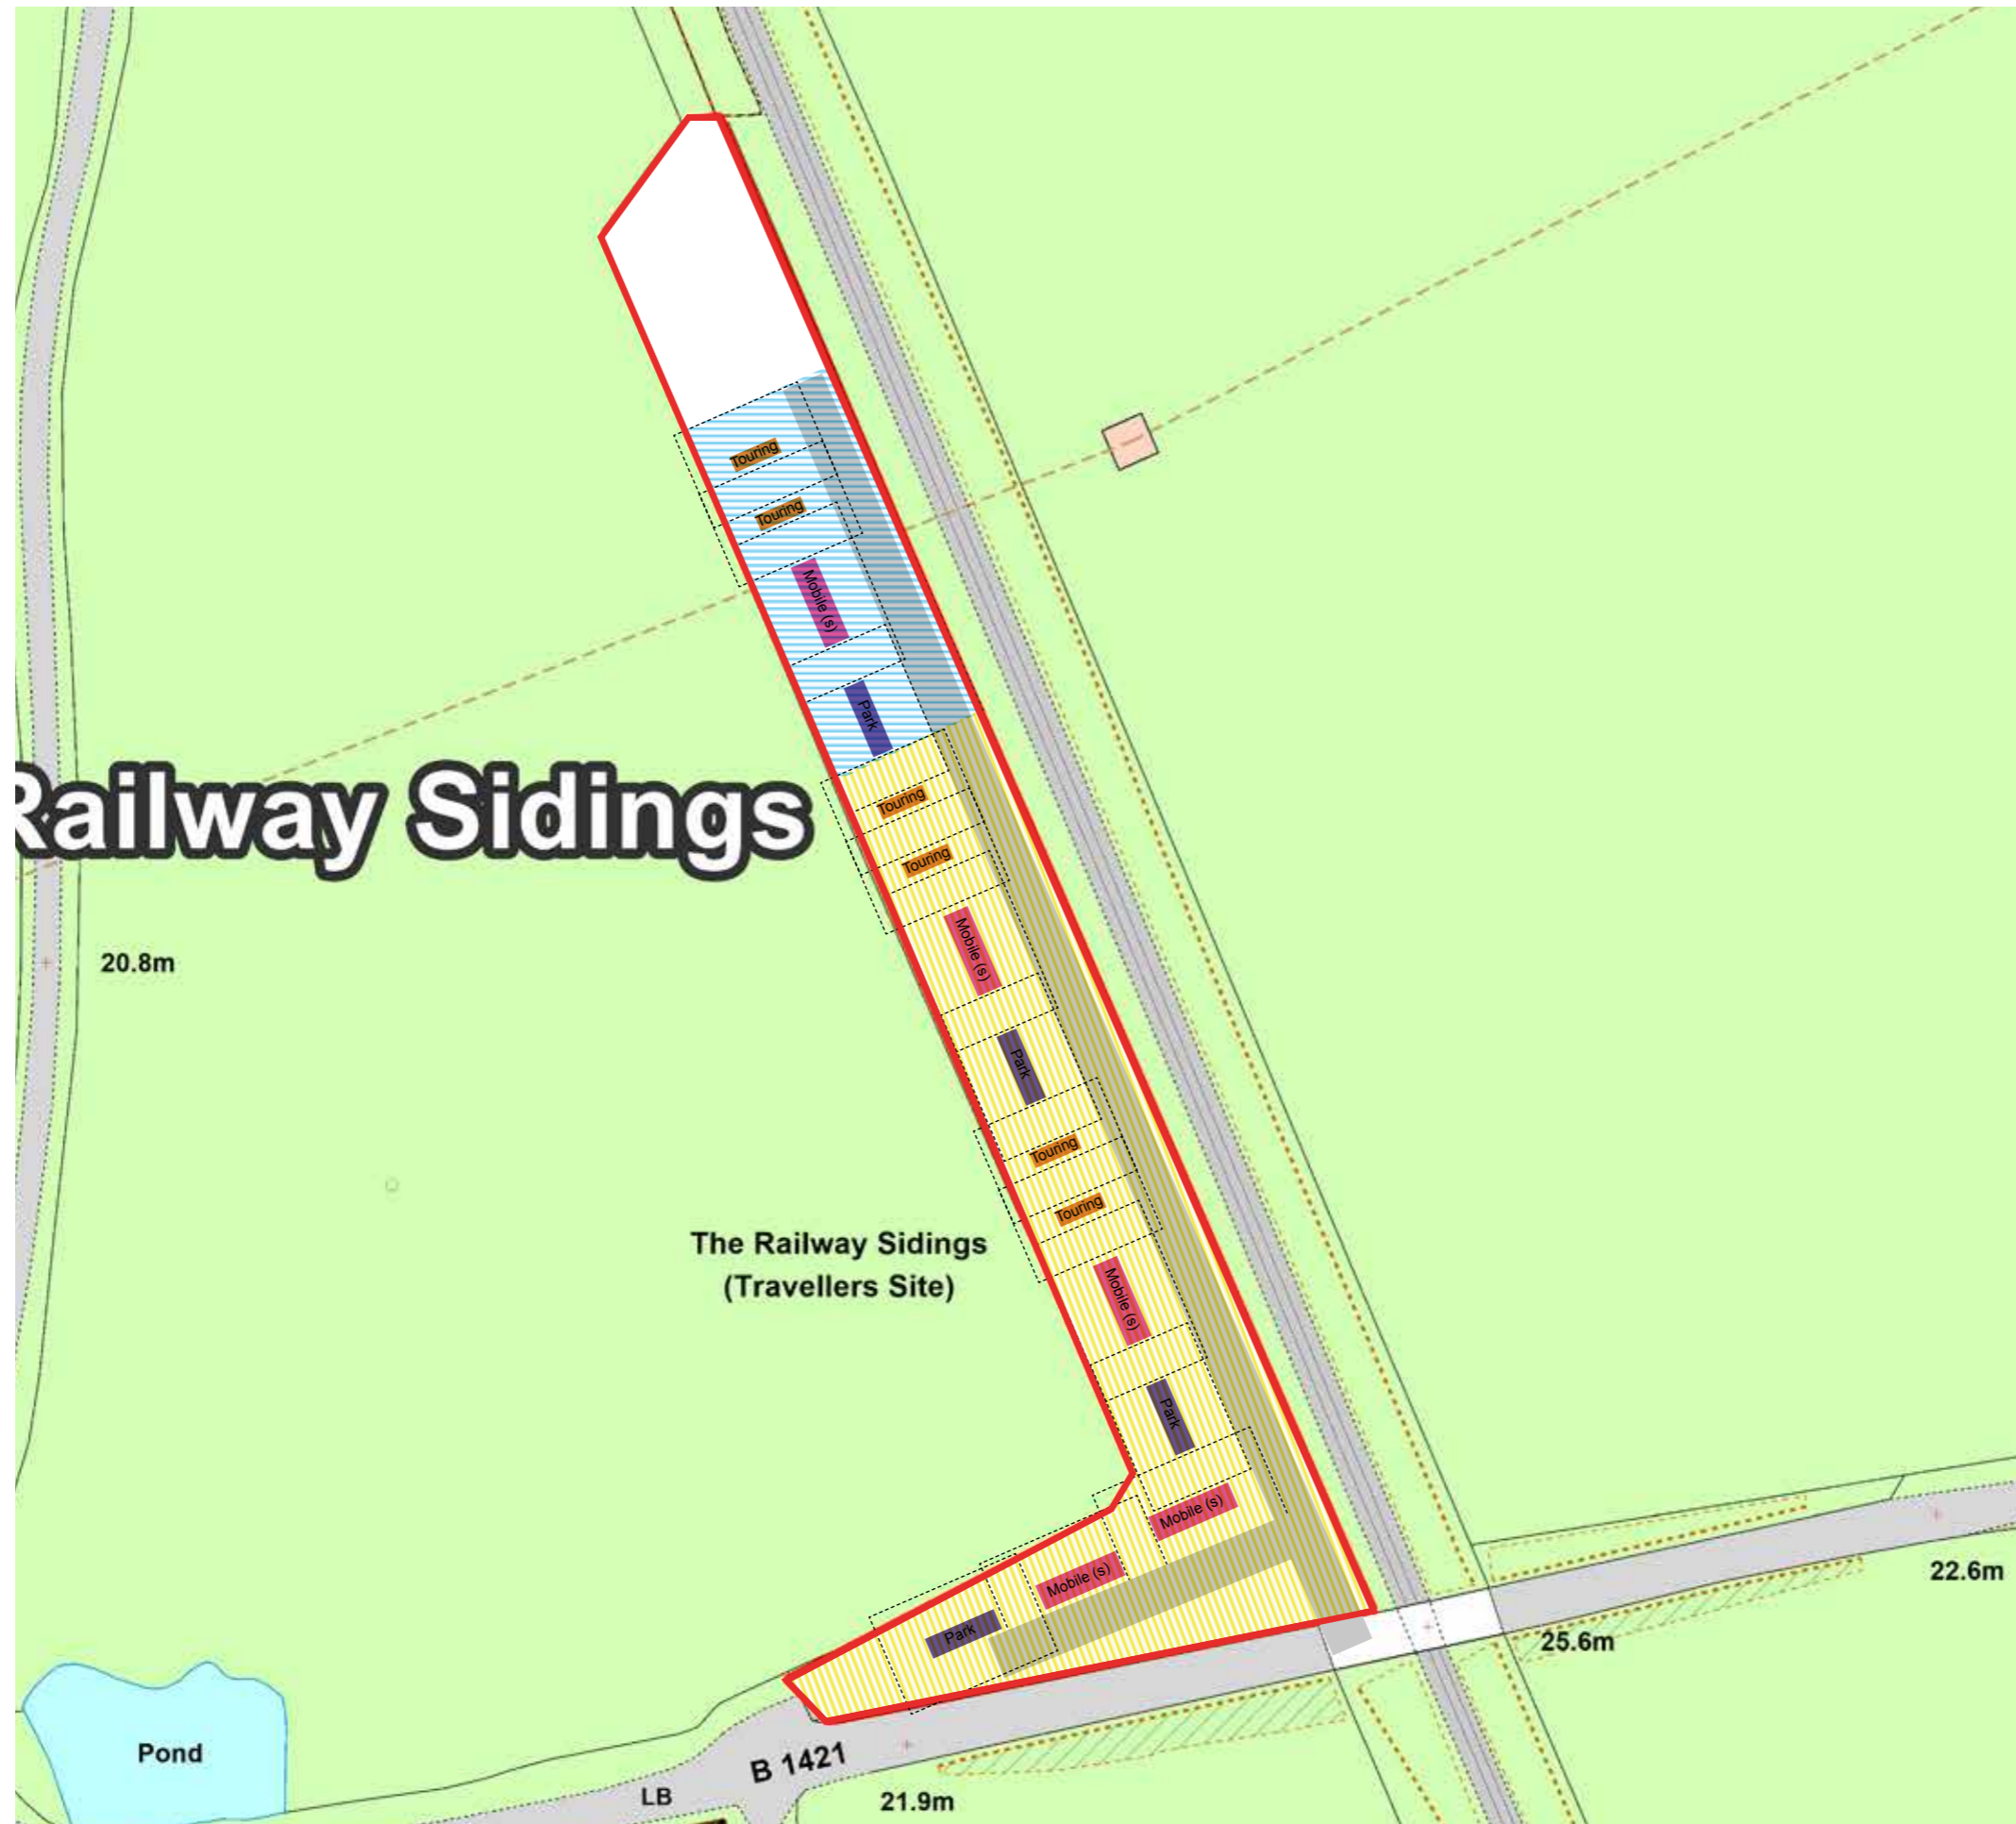 Touring
Touring
Mobile (s)
Park
Railway Sidings
Touring
Touring
Mobile (s)
20.8m
Park
Touring
The Railway Sidings
(Travellers Site)
Touring
Mobile (s)
Park
Mobile (s)
Mobile (s)
22.6m
Park
25.6m
Pond
B 1421
LB
21.9m